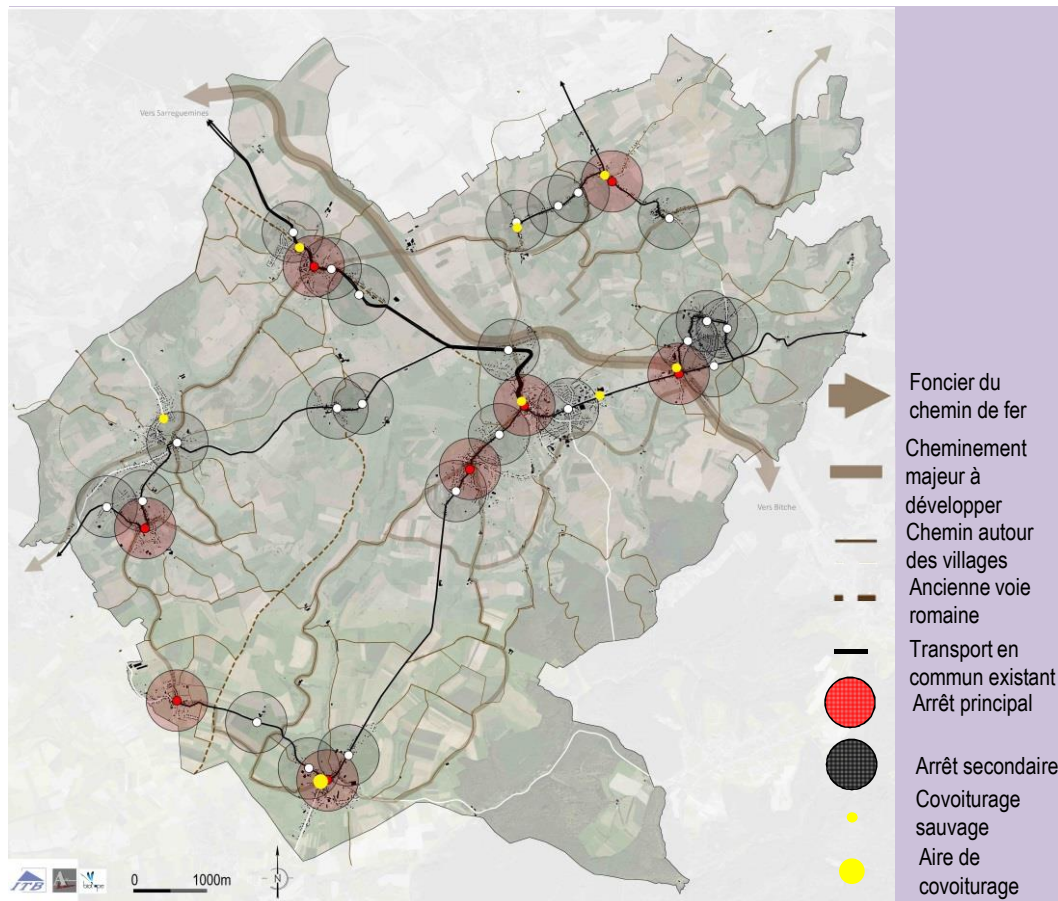 Vers Sarreguemines
Vers Bitche
Foncier du
chemin de fer
Cheminement
majeur à
développer
Chemin autour
des villages
Ancienne voie
romaine
Transport en
commun existant
Arrêt principal
Arrêt secondaire
Covoiturage
sauvage
Aire de
covoiturage
ITB
A
biotope
0 1000m
N